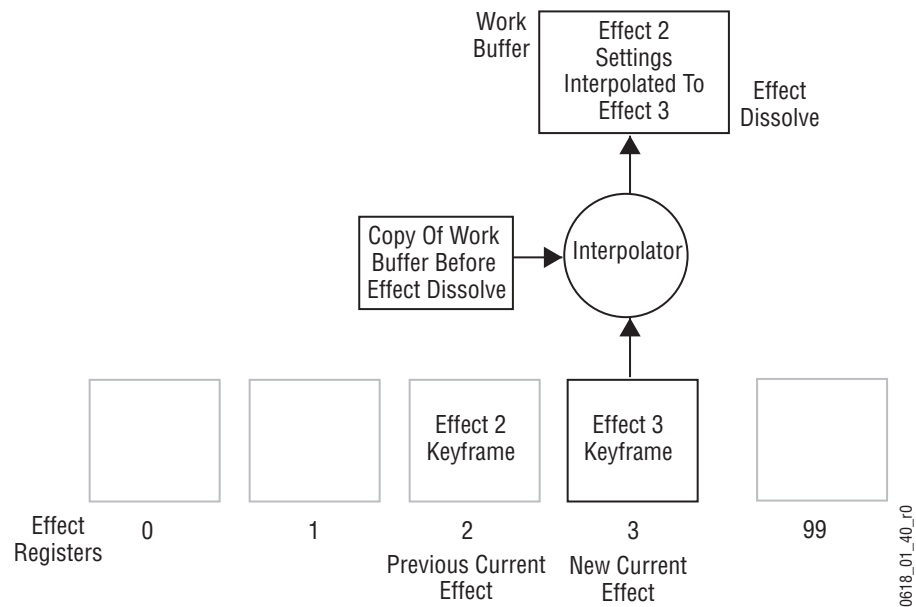 Work
Buffer
Effect 2
Settings
Interpolated To
Effect 3
Effect
Dissolve
Copy Of Work
Buffer Before
Effect Dissolve
Interpolator
Effect 2
Keyframe
Effect 3
Keyframe
Effect
Registers
0
1
2
3
99
Previous Current
Effect
New Current
Effect
0618_01_40_r0